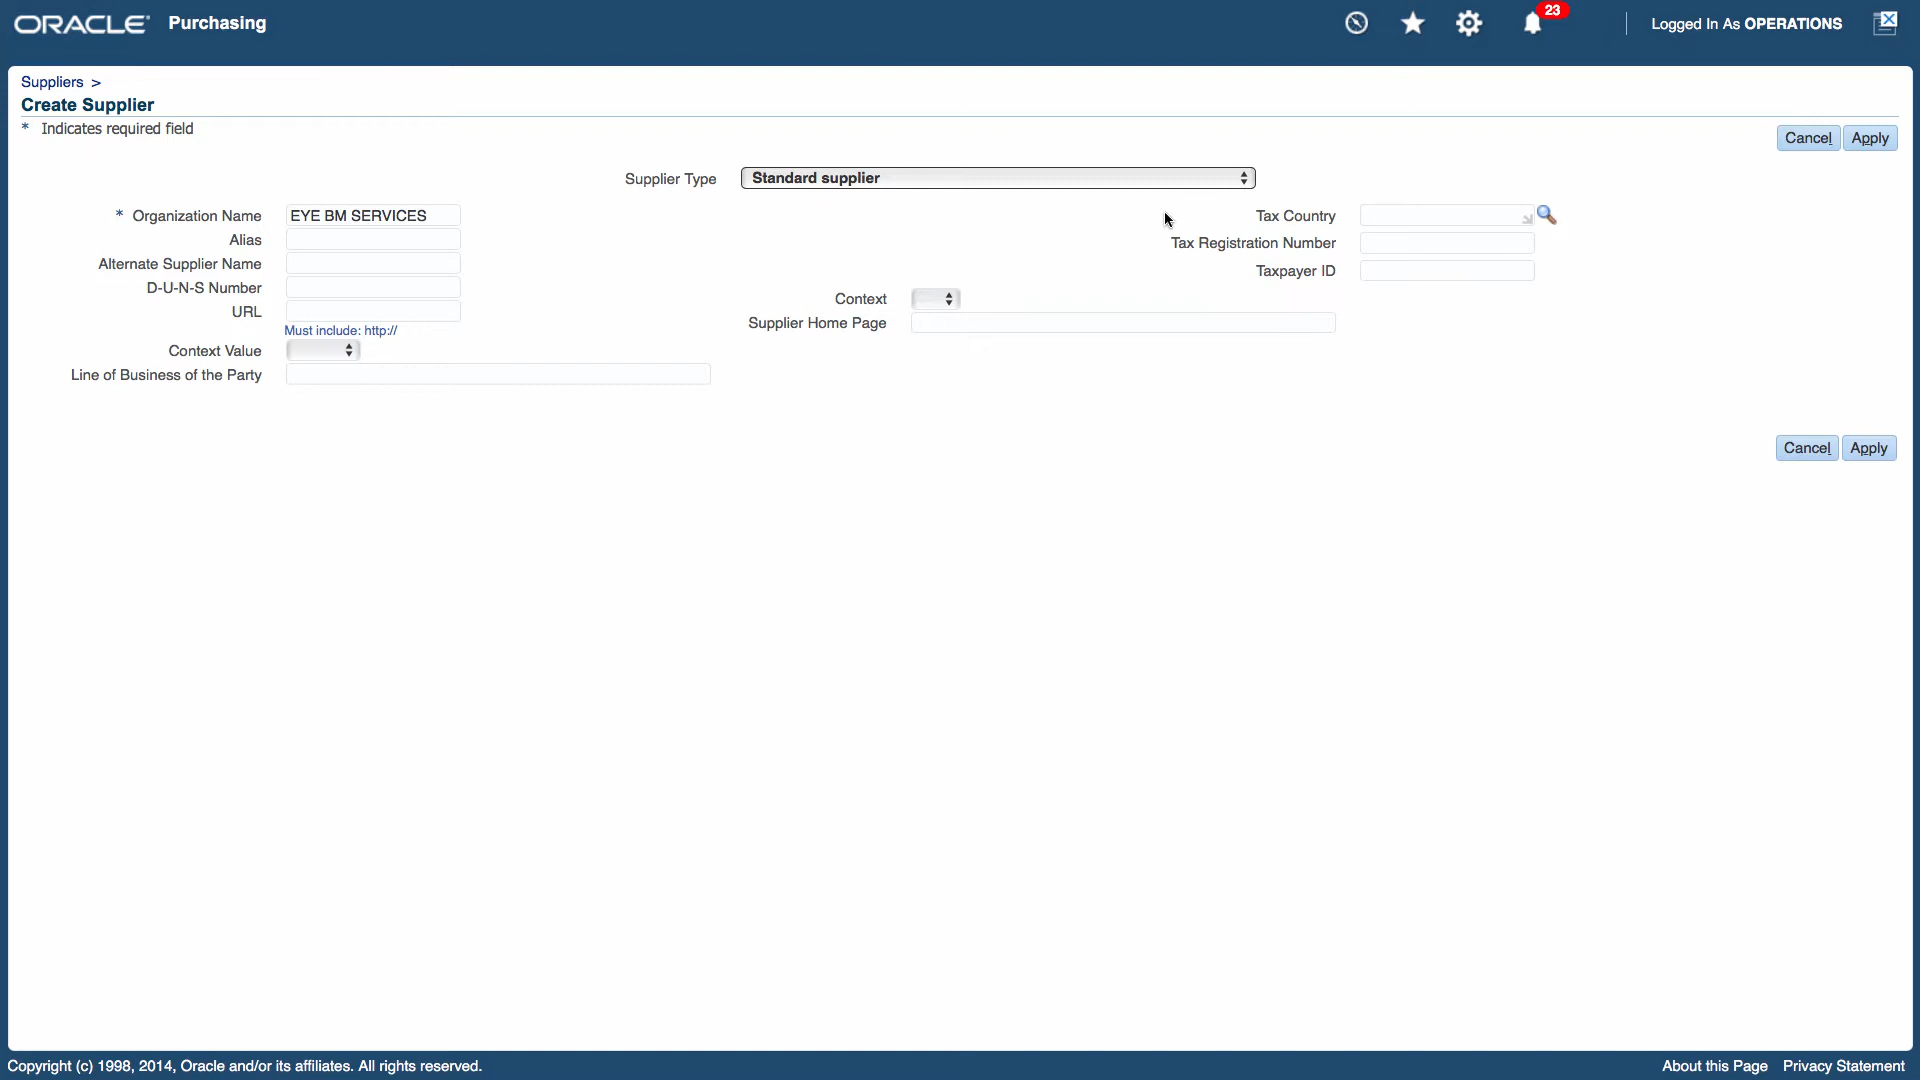 ORACLE Purchasing
23
Logged In As OPERATIONS
Suppliers >
Create Supplier
* Indicates required field
Cancel Apply
Supplier Type Standard supplier
* Organization Name EYE BM SERVICES
Tax Country
Alias
Tax Registration Number
Alternate Supplier Name
Taxpayer ID
D-U-N-S Number
Context
URL
Supplier Home Page
Must include: http://
Context Value
Line of Business of the Party
Cancel Apply
Copyright (c) 1998, 2014, Oracle and/or its affiliates. All rights reserved.
About this Page Privacy Statement